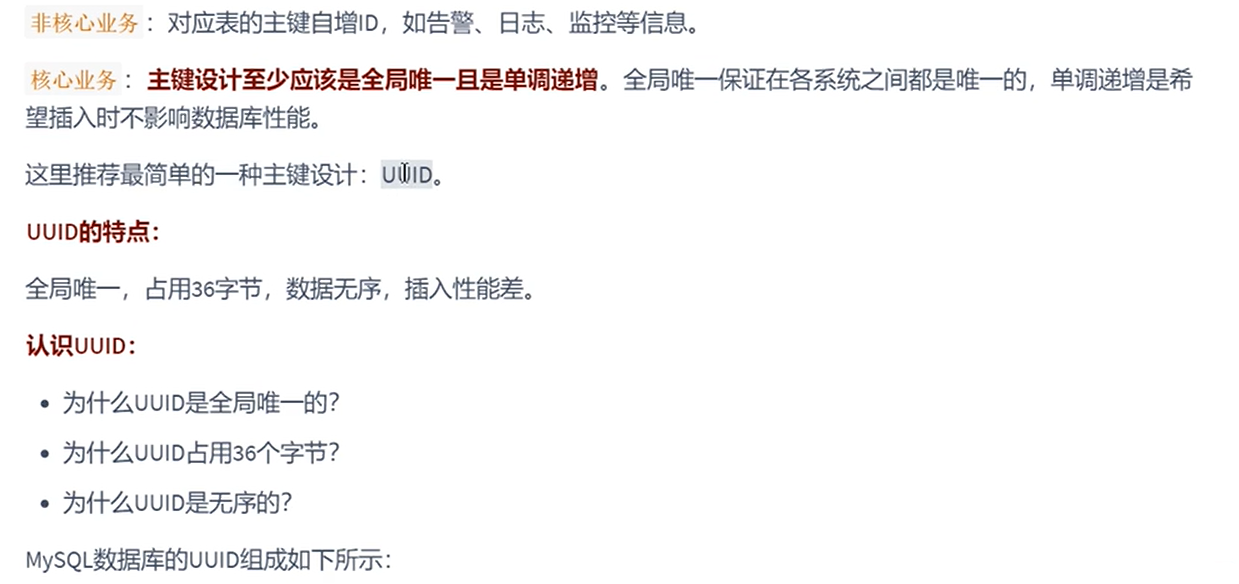 非核心业务：对应表的主键自增ID，如告警、日志、监控等信息。
核心业务：主键设计至少应该是全局唯一且是单调递增。全局唯一保证在各系统之间都是唯一的，单调递增是希
望插入时不影响数据库性能。
这里推荐最简单的一种主键设计：UUID。
UUID的特点：
全局唯一，占用36字节，数据无序，插入性能差。
认识UUID：
• 为什么UUID是全局唯一的？
• 为什么UUID占用36个字节？
• 为什么UUID是无序的？
MySQL数据库的UUID组成如下所示：